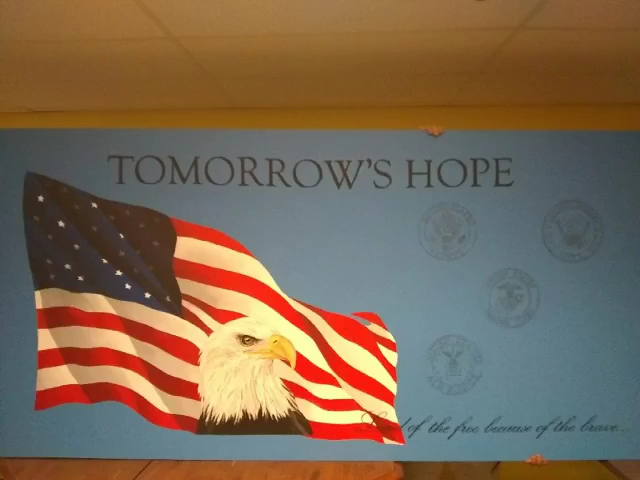 TOMORROW'S HOPE
Land of the free because of the brave...